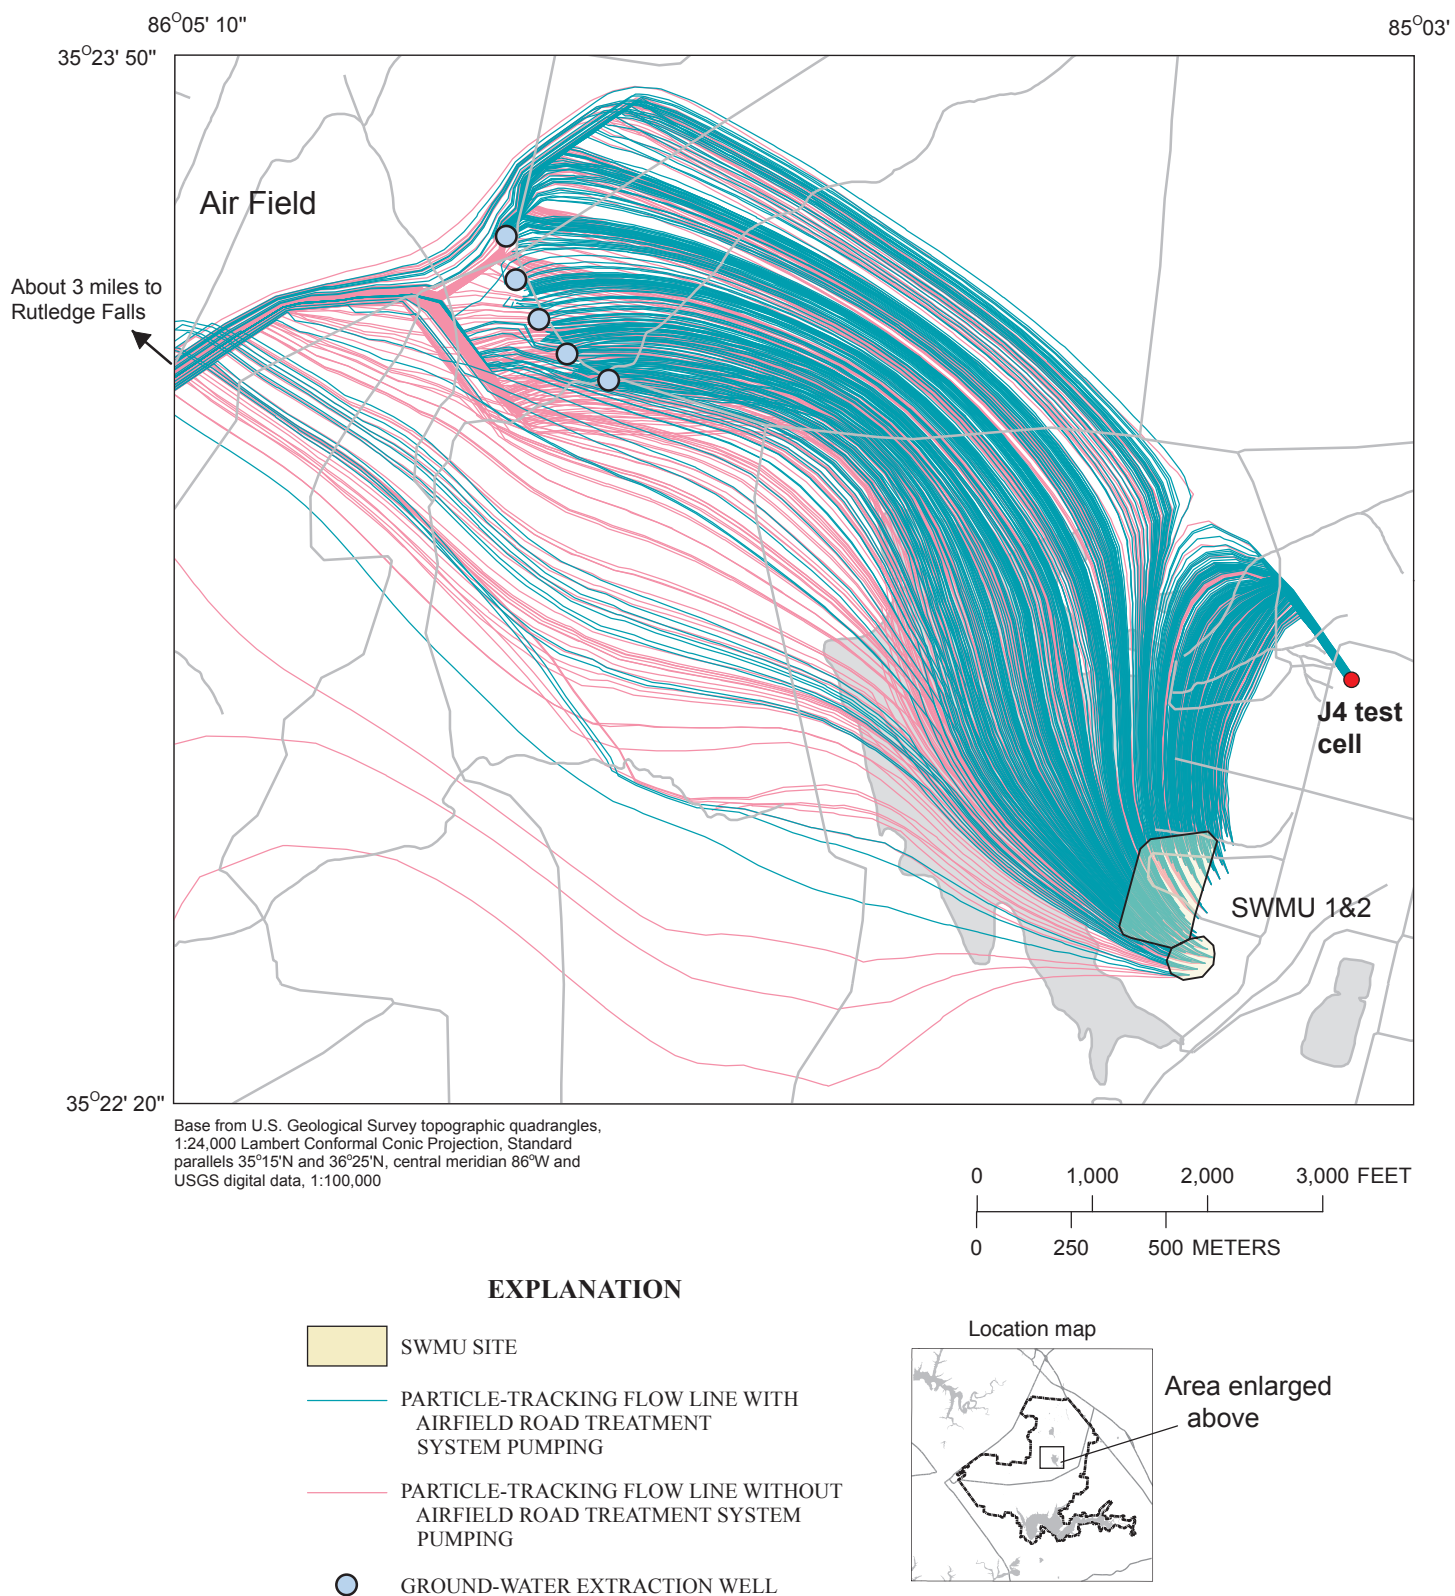 86O05' 10"
85O03'
35O23' 50"
Air Field
About 3 miles to
Rutledge Falls
J4 test
cell
SWMU 1&2
35O22' 20"
Base from U.S. Geological Survey topographic quadrangles,
1:24,000 Lambert Conformal Conic Projection, Standard
parallels 35o15'N and 36o25'N, central meridian 86oW and
USGS digital data, 1:100,000
0 1,000 2,000 3,000 FEET
0 250 500 METERS
EXPLANATION
SWMU SITE
PARTICLE-TRACKING FLOW LINE WITH
AIRFIELD ROAD TREATMENT
SYSTEM PUMPING
PARTICLE-TRACKING FLOW LINE WITHOUT
AIRFIELD ROAD TREATMENT SYSTEM
PUMPING
GROUND-WATER EXTRACTION WELL
Location map
Area enlarged
above